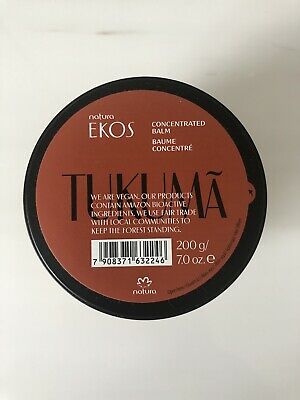 natura
EKOS
CONCENTRATED
BALM
BAUME
CONCENTRÉ
TUKUMÃ
WE ARE VEGAN. OUR PRODUCTS
CONTAIN AMAZON BIOACTIVE
INGREDIENTS. WE USE FAIR TRADE
WITH LOCAL COMMUNITIES TO
KEEP THE FOREST STANDING.
200 g/
7.0 oz. e
7 908371 632246
natura